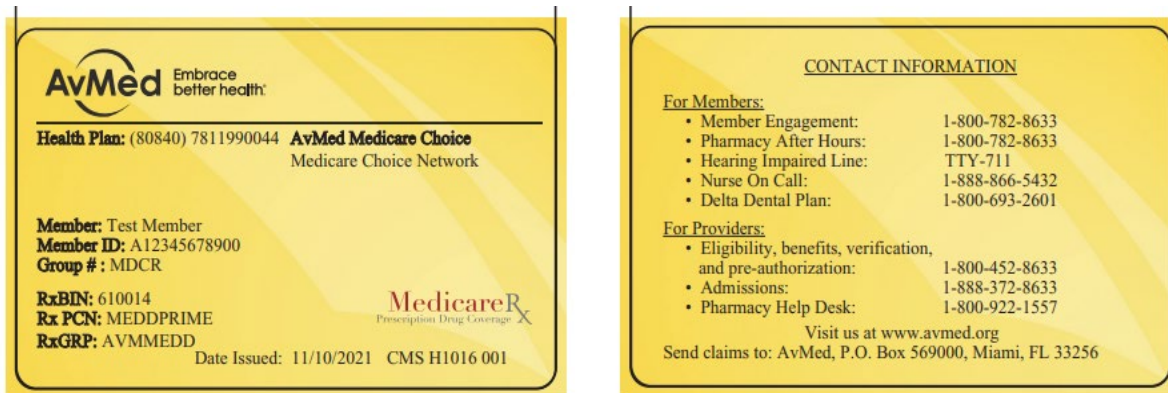 AvMed Embrace
better health®
Health Plan: (80840) 7811990044 AvMed Medicare Choice
Medicare Choice Network
Member: Test Member
Member ID: A12345678900
Group # : MDCR
RxBIN: 610014
Rx PCN: MEDDPRIME
RxGRP: AVMMEDD
MedicareRx
Prescription Drug Coverage
Date Issued: 11/10/2021 CMS H1016 001
CONTACT INFORMATION
For Members:
• Member Engagement: 1-800-782-8633
• Pharmacy After Hours: 1-800-782-8633
• Hearing Impaired Line: TTY-711
• Nurse On Call: 1-888-866-5432
• Delta Dental Plan: 1-800-693-2601
For Providers:
• Eligibility, benefits, verification,
and pre-authorization: 1-800-452-8633
• Admissions: 1-888-372-8633
• Pharmacy Help Desk: 1-800-922-1557
Visit us at www.avmed.org
Send claims to: AvMed, P.O. Box 569000, Miami, FL 33256